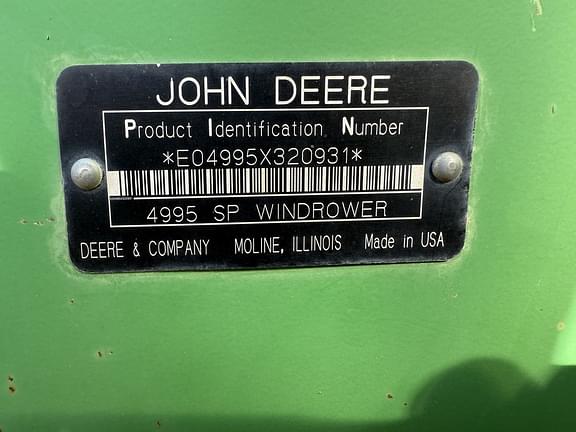 JOHN DEERE
Product Identification Number
*E04995X320931*
4995 SP WINDROWER
DEERE & COMPANY MOLINE, ILLINOIS Made in USA